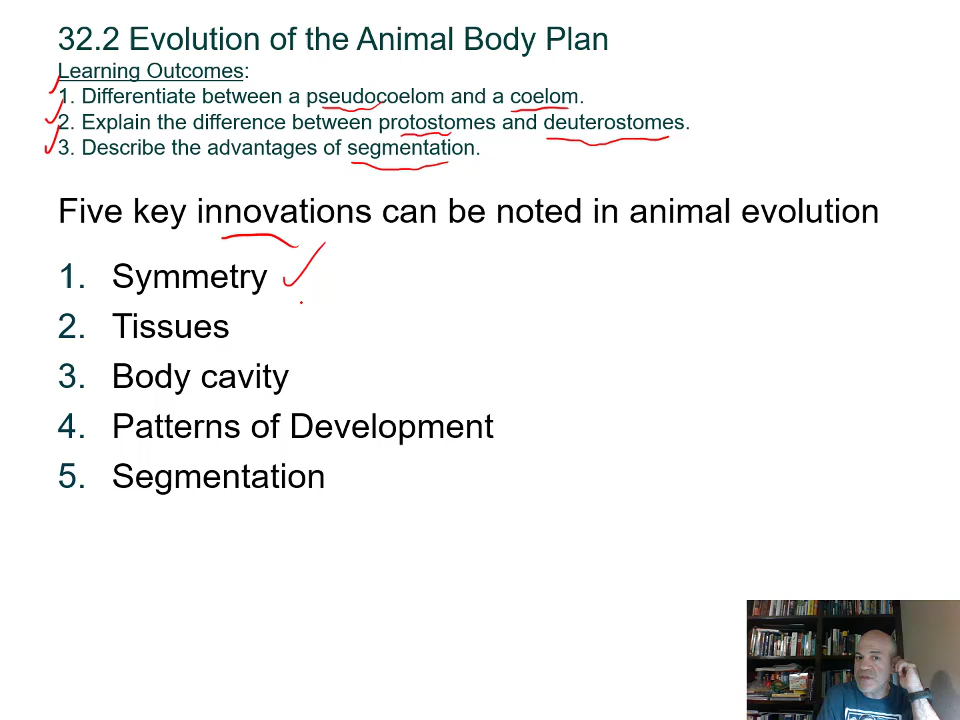 32.2 Evolution of the Animal Body Plan
Learning Outcomes:
1. Differentiate between a pseudocoelom and a coelom.
2. Explain the difference between protostomes and deuterostomes.
3. Describe the advantages of segmentation.
Five key innovations can be noted in animal evolution
1. Symmetry
2. Tissues
3. Body cavity
4. Patterns of Development
5. Segmentation